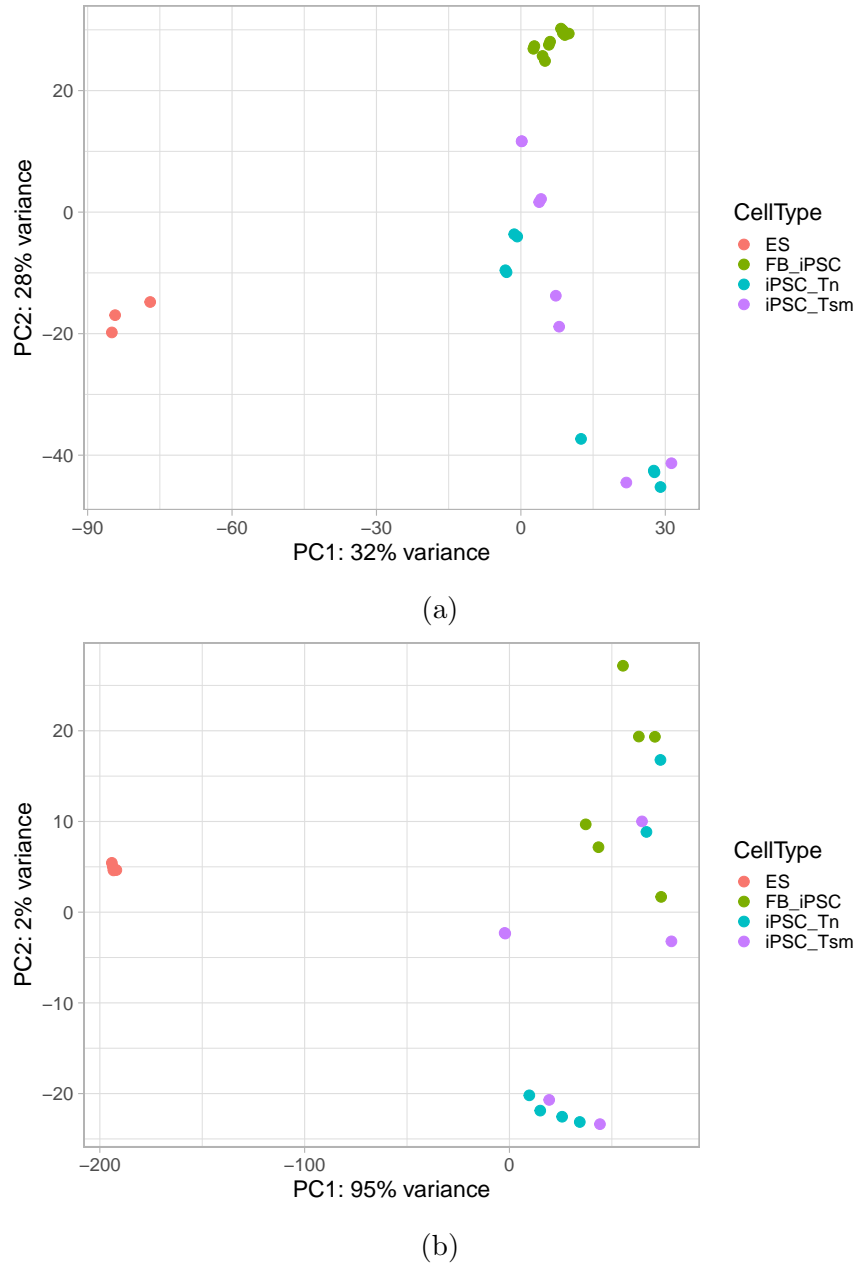 20
0
−20
−40
−90
−60
−30
0
30
PC1: 32% variance
PC2: 28% variance
CellType
ES
FB_iPSC
iPSC_Tn
iPSC_Tsm
(a)
20
10
0
−10
−20
−200
−100
0
PC1: 95% variance
PC2: 2% variance
CellType
ES
FB_iPSC
iPSC_Tn
iPSC_Tsm
(b)